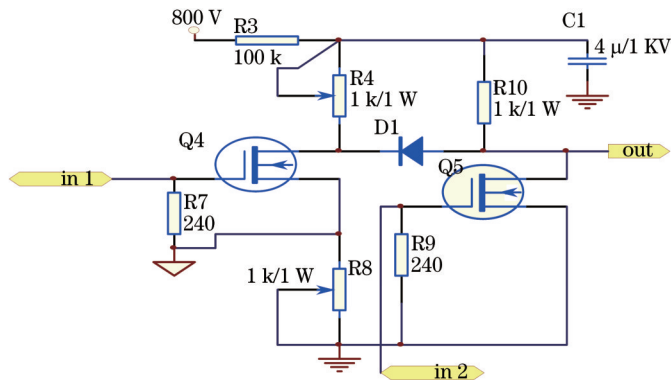 800 V
R3
100 k
C1
4 μ/1 KV
R4
1 k/1 W
R10
1 k/1 W
D1
Q4
Q5
out
in 1
R7
240
R9
240
1 k/1 W
R8
in 2